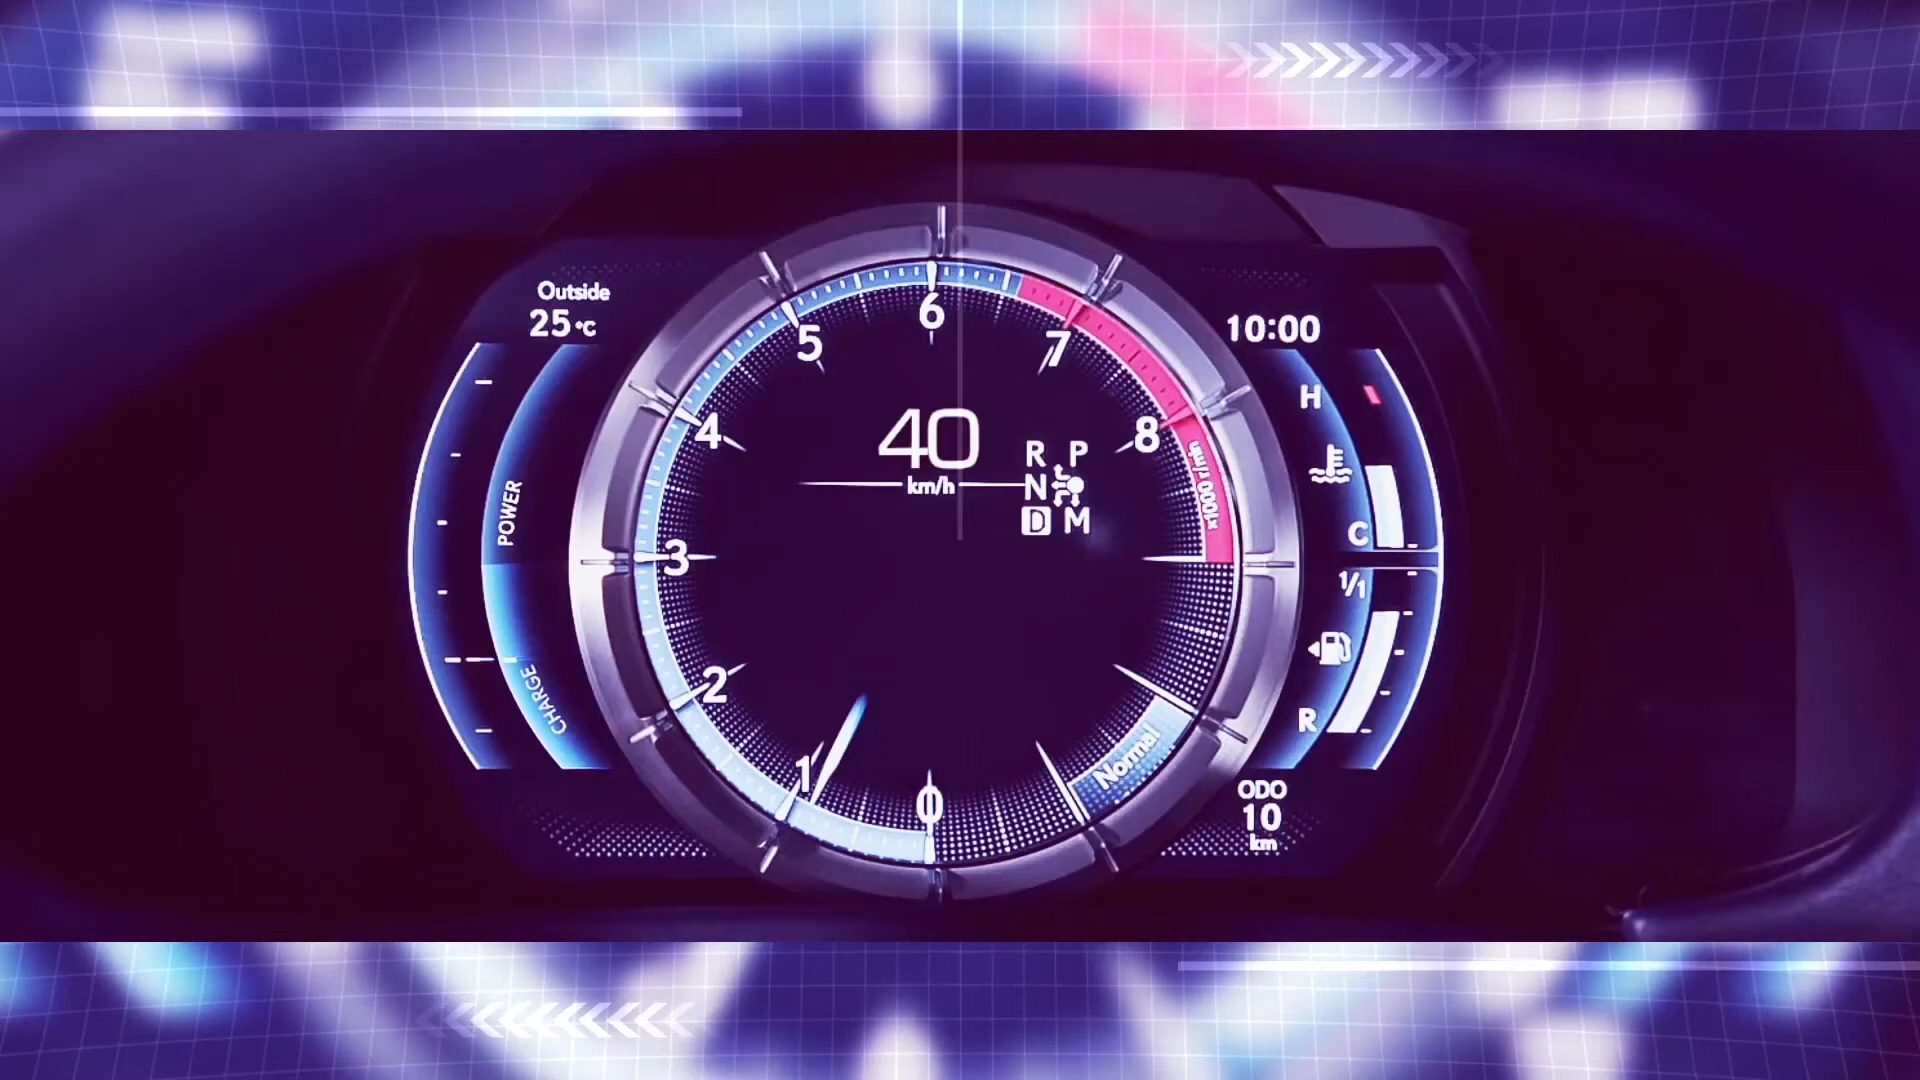 Outside
25°C
10:00
POWER
CHARGE
0
1
2
3
4
5
6
7
8
x1000 r/min
40
km/h
R P
N
D M
Normal
H
C
1/1
R
ODO
10
km